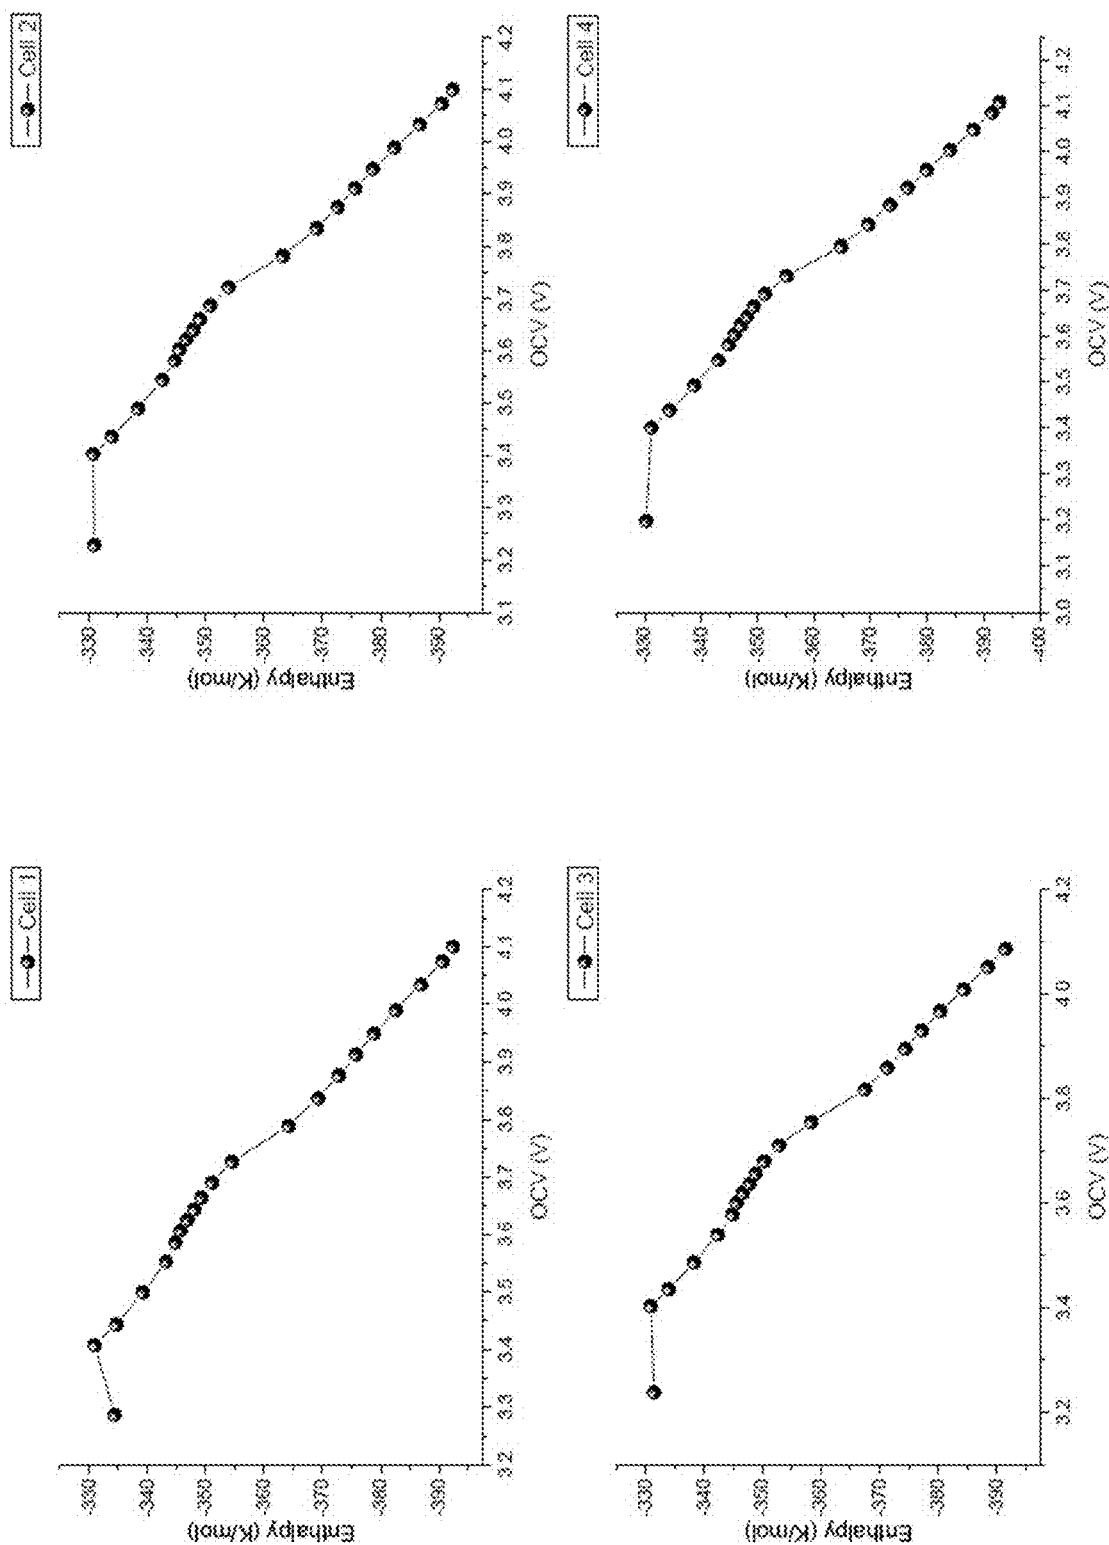 Cell 1
Enthalpy (K/mol)
-330
-340
-350
-360
-370
-380
-390
3.2 3.3 3.4 3.5 3.6 3.7 3.8 3.9 4.0 4.1 4.2
OCV (V)
Cell 2
Enthalpy (K/mol)
-330
-340
-350
-360
-370
-380
-390
3.1 3.2 3.3 3.4 3.5 3.6 3.7 3.8 3.9 4.0 4.1 4.2
OCV (V)
Cell 3
Enthalpy (K/mol)
-330
-340
-350
-360
-370
-380
-390
3.2 3.4 3.6 3.8 4.0 4.2
OCV (V)
Cell 4
Enthalpy (K/mol)
-330
-340
-350
-360
-370
-380
-390
-400
3.0 3.1 3.2 3.3 3.4 3.5 3.6 3.7 3.8 3.9 4.0 4.1 4.2
OCV (V)